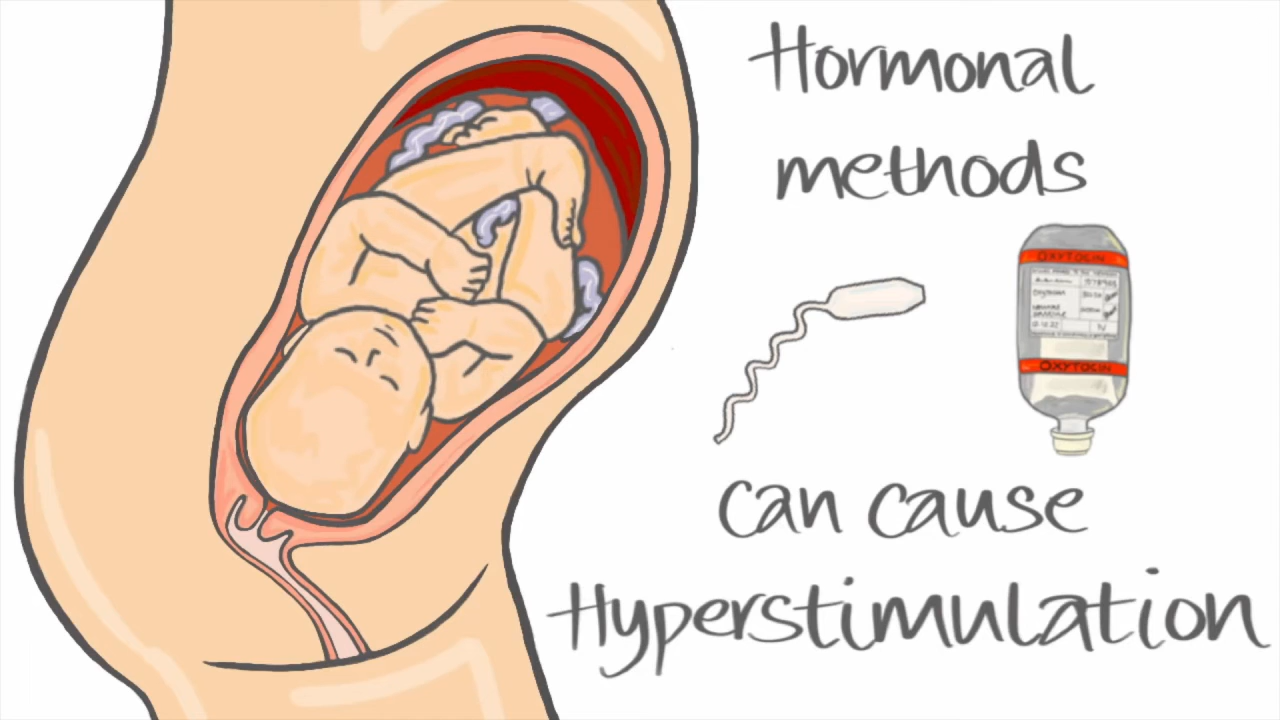 Hormonal
methods
OXYTOCIN
OXYTOCIN
can cause
Hyperstimulation